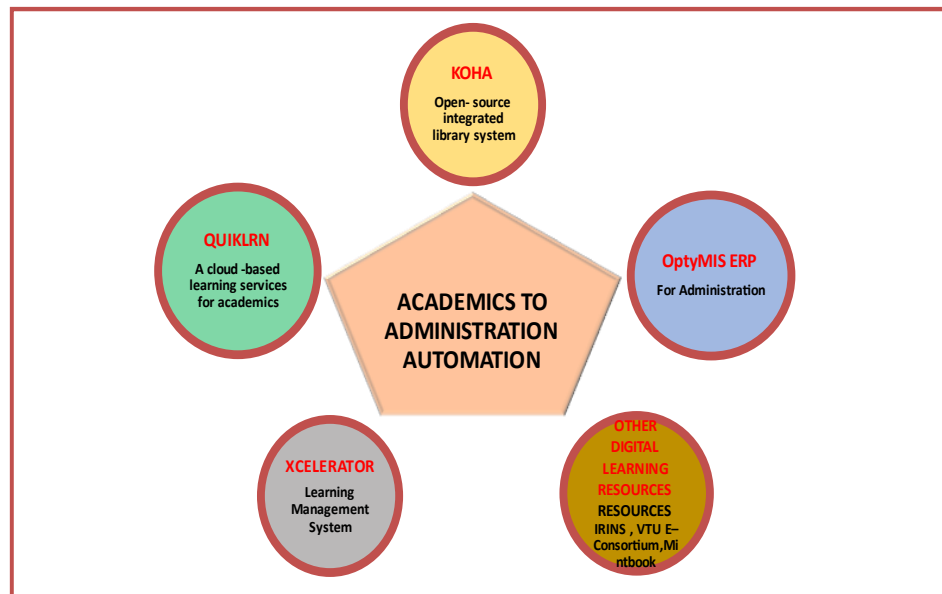 KOHA
Open- source
integrated
library system
QUIKLRN
A cloud -based
learning services
for academics
OptyMIS ERP
For Administration
ACADEMICS TO
ADMINISTRATION
AUTOMATION
XCELERATOR
Learning
Management
System
OTHER
DIGITAL
LEARNING
RESOURCES
RESOURCES
IRINS , VTU E–
Consortium,Mi
ntbook